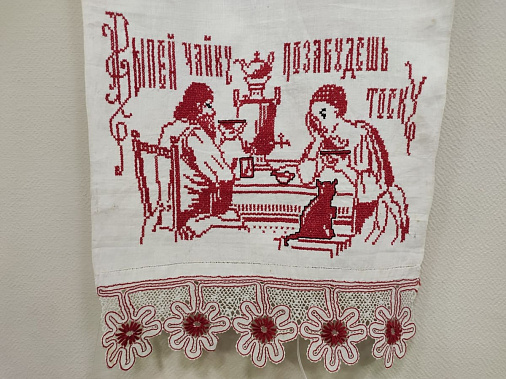 Выпей чайку позабудешь
тоску